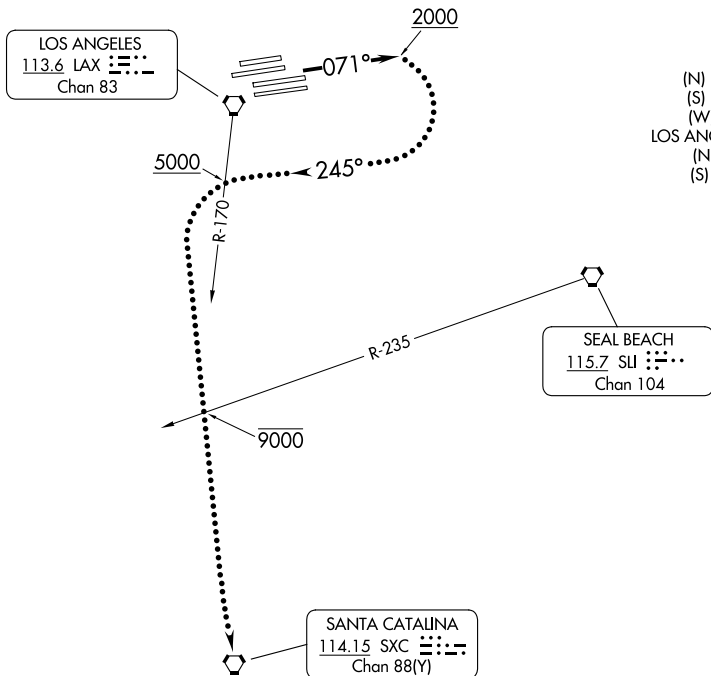 2000
LOS ANGELES
113.6 LAX
Chan 83
071°
(N)
(S)
(W
LOS ANG
(N
(S)
5000
245°
R-170
R-235
SEAL BEACH
115.7 SLI
Chan 104
9000
SANTA CATALINA
114.15 SXC
Chan 88(Y)